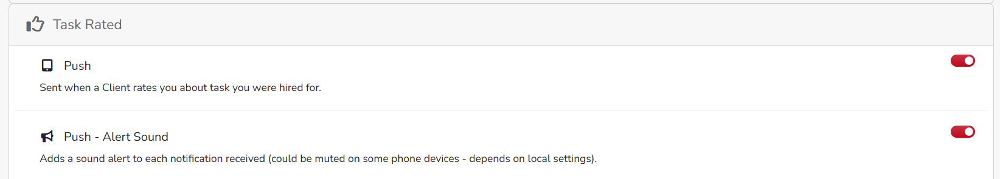 Task Rated
Push
Sent when a Client rates you about task you were hired for.
Push - Alert Sound
Adds a sound alert to each notification received (could be muted on some phone devices - depends on local settings).